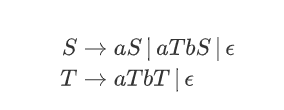 S → aS | aTbS | ϵ
T → aTbT | ϵ